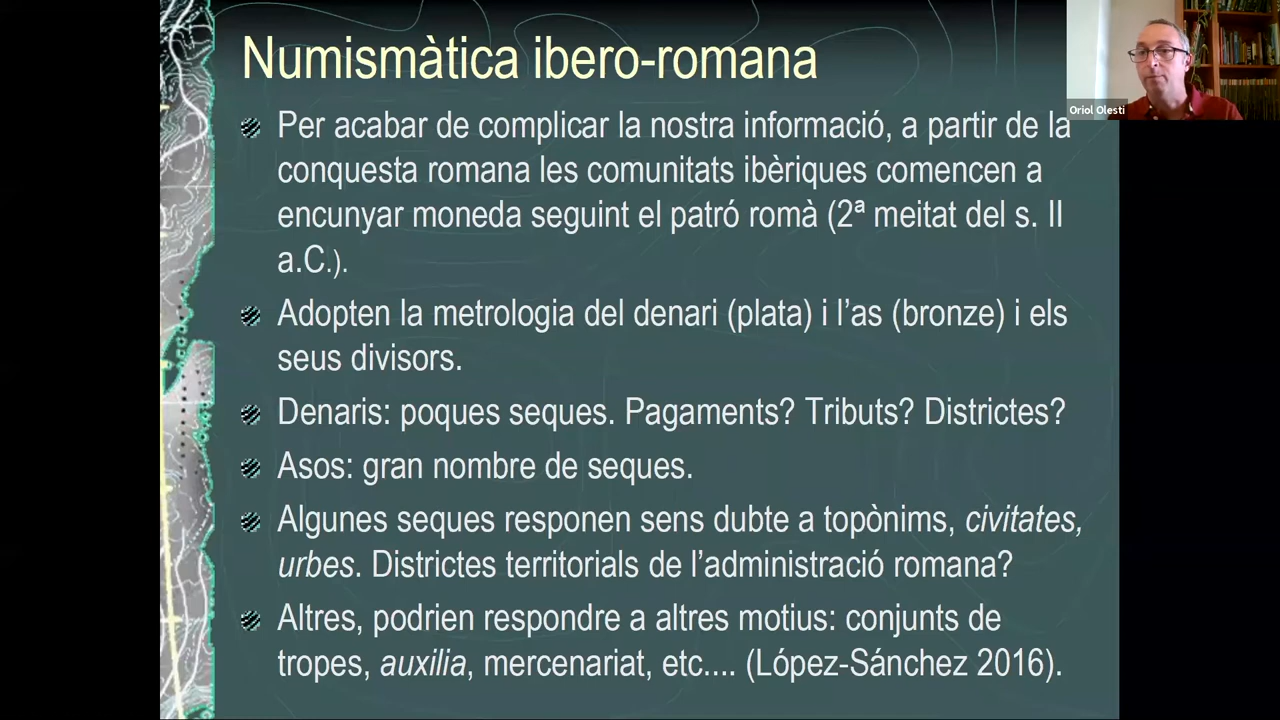 Numismàtica ibero-romana
Oriol Olesti
Per acabar de complicar la nostra informació, a partir de la
conquesta romana les comunitats ibèriques comencen a
encunyar moneda seguint el patró romà (2ª meitat del s. II
a.C.).
Adopten la metrologia del denari (plata) i l’as (bronze) i els
seus divisors.
Denaris: poques seques. Pagaments? Tributs? Districtes?
Asos: gran nombre de seques.
Algunes seques responen sens dubte a topònims, civitates,
urbes. Districtes territorials de l’administració romana?
Altres, podrien respondre a altres motius: conjunts de
tropes, auxilia, mercenariat, etc.... (López-Sánchez 2016).